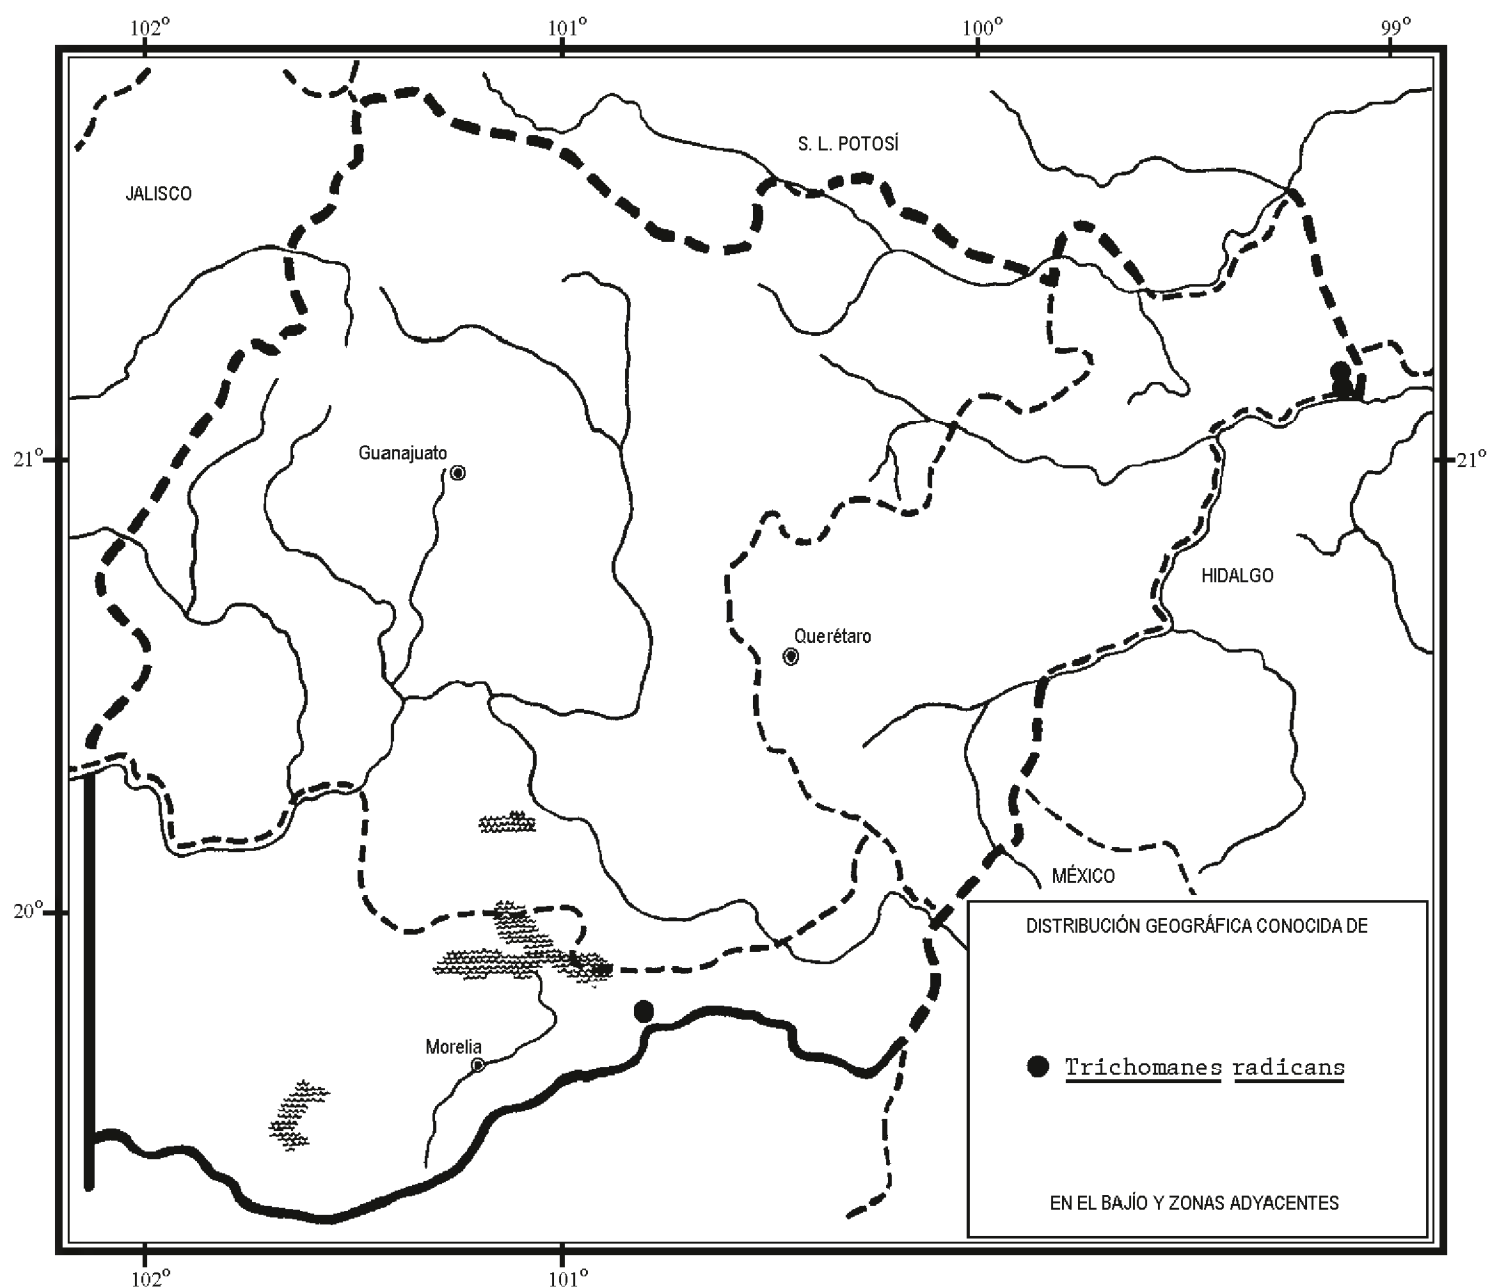 102° 101° 100° 99°
S. L. POTOSÍ
JALISCO
Guanajuato
21° 21°
HIDALGO
Querétaro
MÉXICO
20°
DISTRIBUCIÓN GEOGRÁFICA CONOCIDA DE
Morelia
Trichomanes radicans
EN EL BAJÍO Y ZONAS ADYACENTES
102° 101°